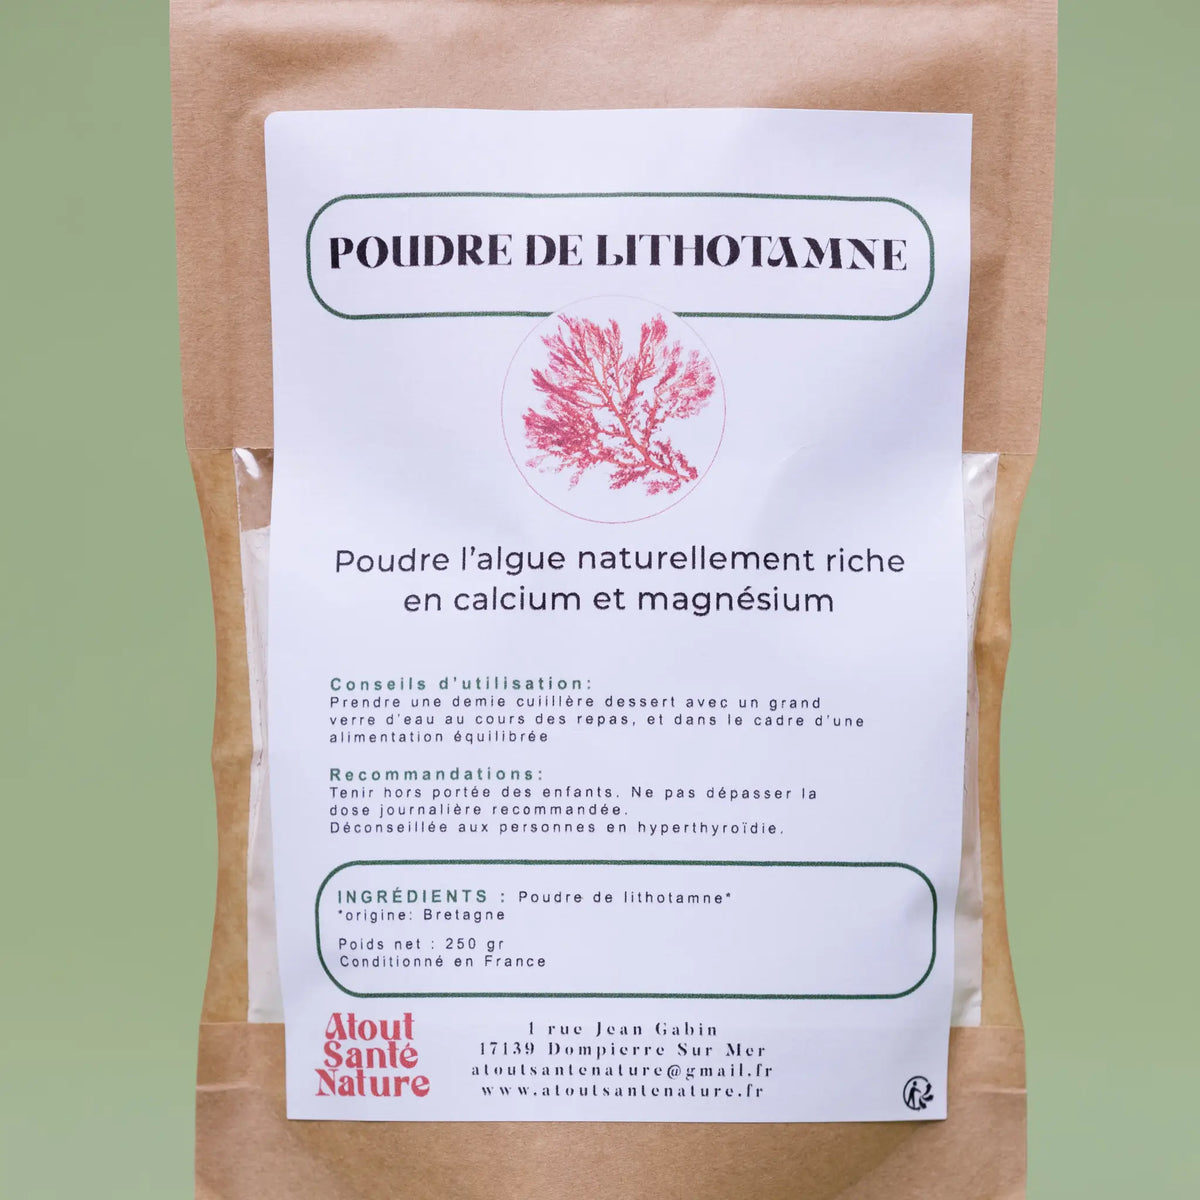 POUDRE DE LITHOTAMNE
Poudre l'algue naturellement riche
en calcium et magnésium
Conseils d'utilisation:
Prendre une demie cuiillère dessert avec un grand
verre d'eau au cours des repas, et dans le cadre d'une
alimentation équilibrée
Recommandations:
Tenir hors portée des enfants. Ne pas dépasser la
dose journalière recommandée.
Déconseillée aux personnes en hyperthyroïdie.
INGRÉDIENTS : Poudre de lithotamne*
*origine: Bretagne
Poids net : 250 gr
Conditionné en France
Atout
Santé
Nature
1 rue Jean Gabin
17139 Dompierre Sur Mer
atoutsantenature@gmail.fr
www.atoutsantenature.fr